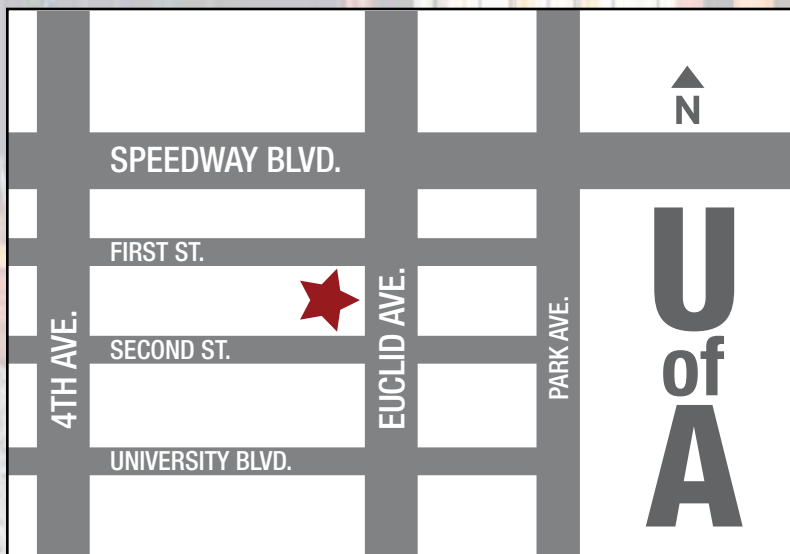 N
SPEEDWAY BLVD.
FIRST ST.
SECOND ST.
UNIVERSITY BLVD.
4TH AVE.
EUCLID AVE.
PARK AVE.
U
of
A